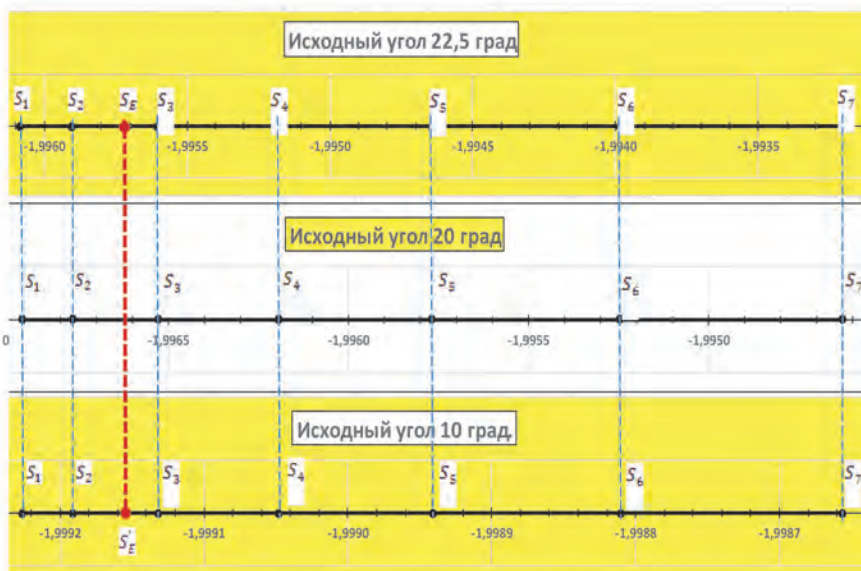 Исходный угол 22,5 град
S₁ S₂ S_E S₃ S₄ S₅ S₆ S₇
-1,9960 -1,9955 -1,9950 -1,9945 -1,9940 -1,9935
Исходный угол 20 град
S₁ S₂ S₃ S₄ S₅ S₆ S₇
0 -1,9965 -1,9960 -1,9955 -1,9950
Исходный угол 10 град.
S₁ S₂ S₃ S₄ S₅ S₆ S₇
-1,9992 S'_E -1,9991 -1,9990 -1,9989 -1,9988 -1,9987